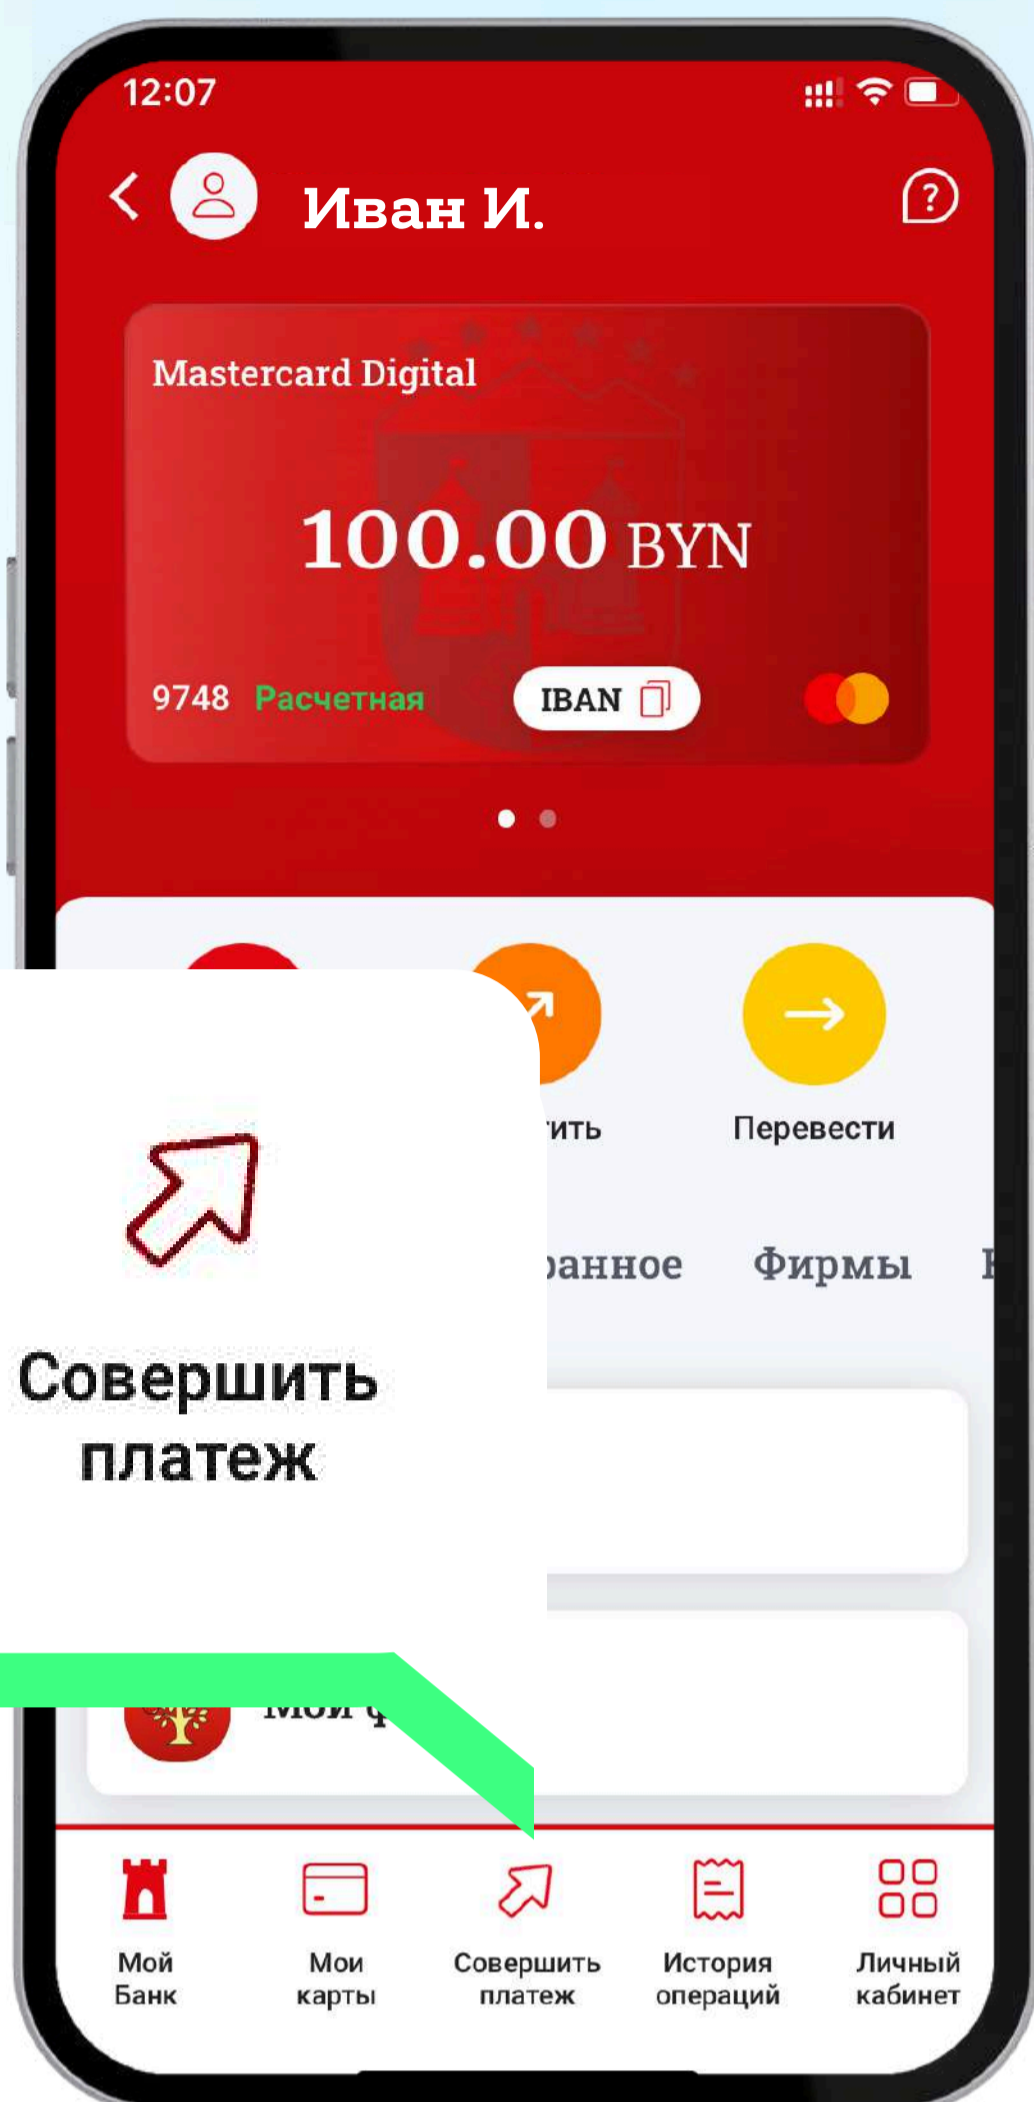 12:07
Иван И.
Mastercard Digital
100.00 BYN
9748 Расчетная IBAN
Перевести
Фирмы
Совершить
платеж
Мой
Банк
Мои
карты
Совершить
платеж
История
операций
Личный
кабинет